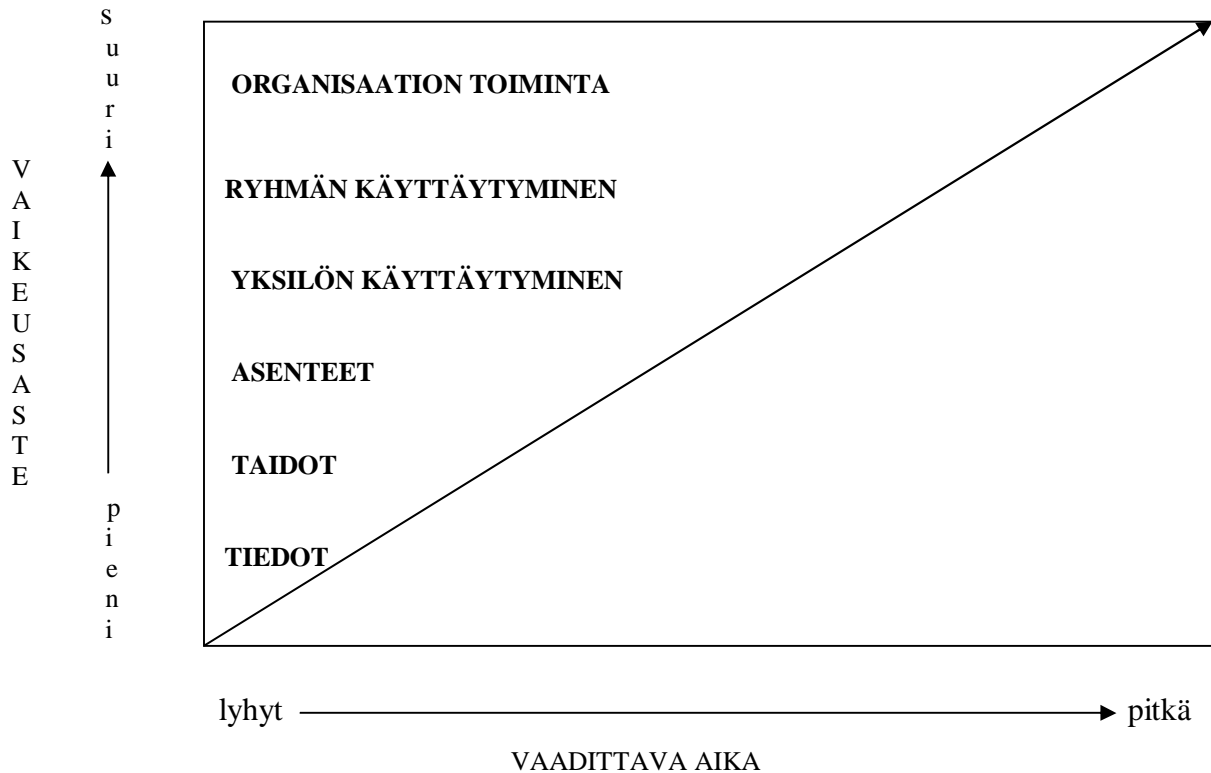 suuri
ORGANISAATION TOIMINTA
VAIKEUSASTE
RYHMÄN KÄYTTÄYTYMINEN
YKSILÖN KÄYTTÄYTYMINEN
ASENTEET
TAIDOT
pieni
TIEDOT
lyhyt pitkä
VAADITTAVA AIKA